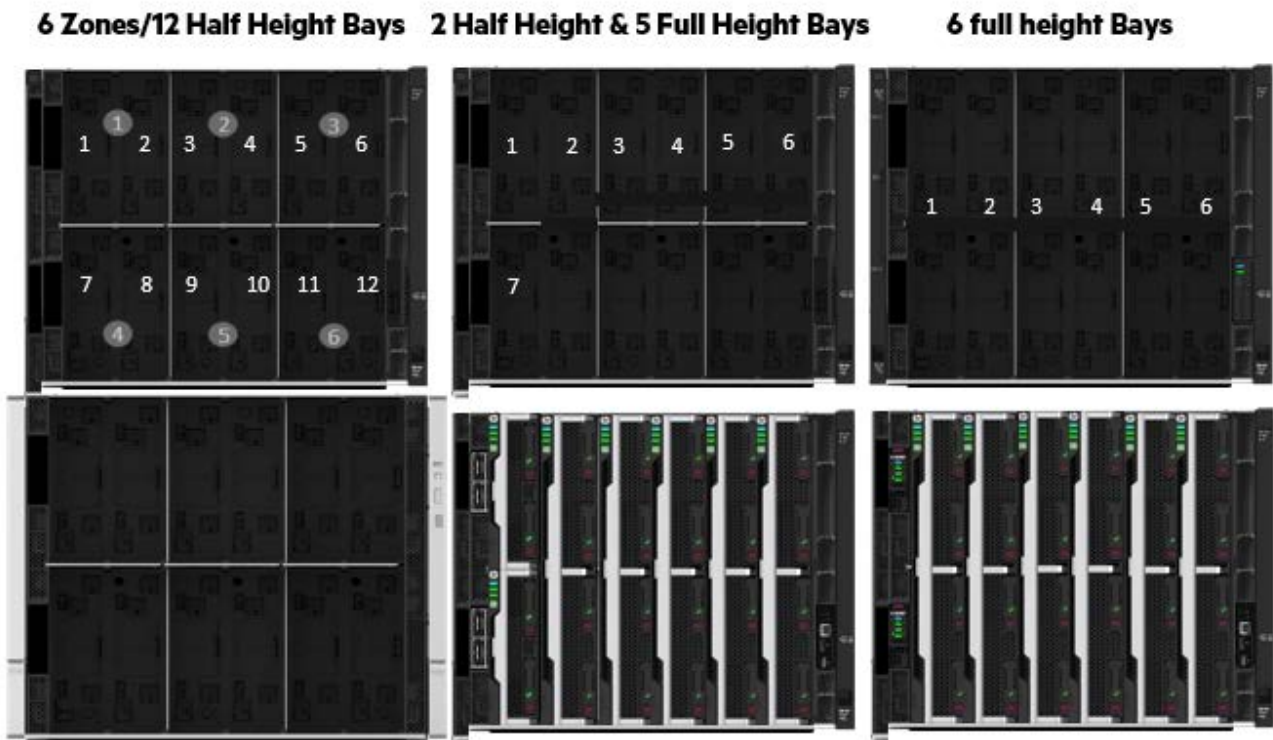 6 Zones/12 Half Height Bays
2 Half Height & 5 Full Height Bays
6 full height Bays
1 2 3
1 2 3 4 5 6
7 8 9 10 11 12
4 5 6
1 2 3 4 5 6
7
1 2 3 4 5 6